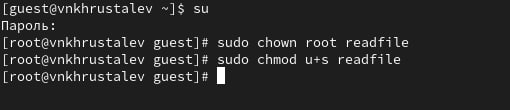 [guest@vnkhrustalev ~]$ su
Пароль:
[root@vnkhrustalev guest]# sudo chown root readfile
[root@vnkhrustalev guest]# sudo chmod u+s readfile
[root@vnkhrustalev guest]#